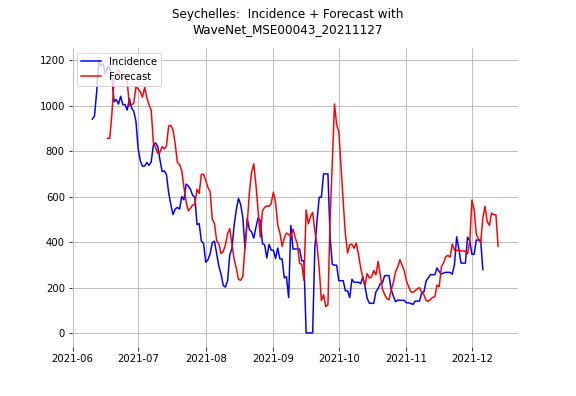 Seychelles:  Incidence + Forecast with
WaveNet_MSE00043_20211127
Incidence
Forecast
1200
1000
800
600
400
200
0
2021-06 2021-07 2021-08 2021-09 2021-10 2021-11 2021-12